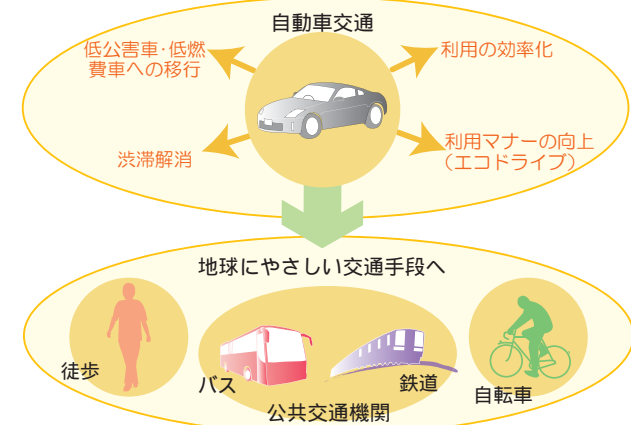 自動車交通
低公害車・低燃
費車への移行
利用の効率化
渋滞解消
利用マナーの向上
（エコドライブ）
地球にやさしい交通手段へ
徒歩
バス
鉄道
自転車
公共交通機関